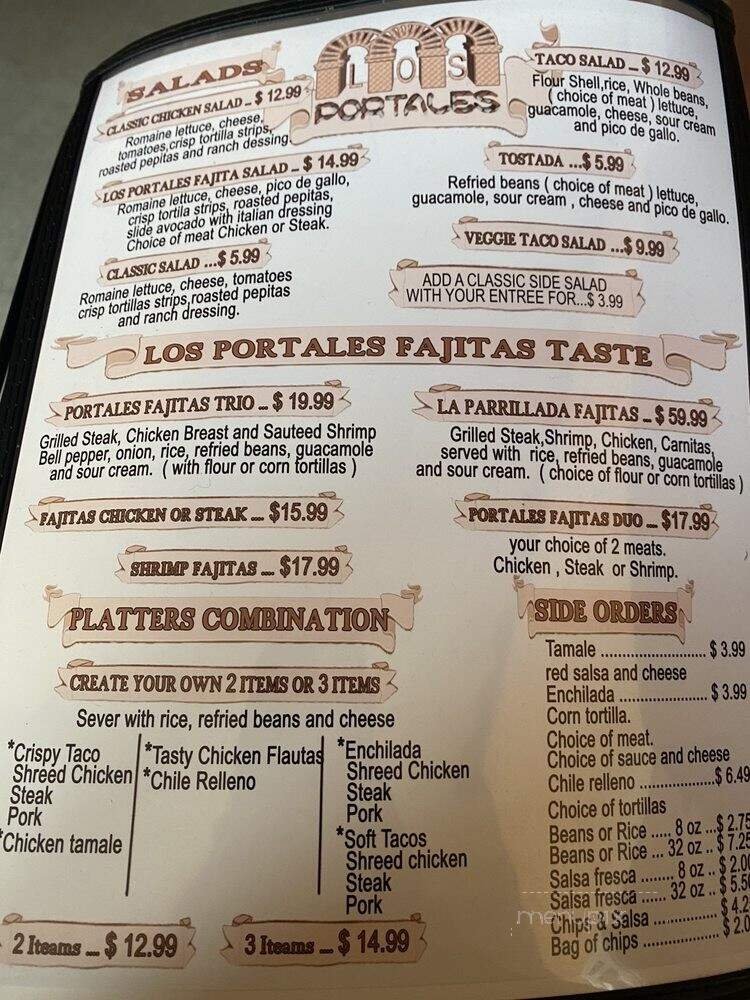 LOS
PORTALES
SALADS
CLASSIC CHICKEN SALAD _ $ 12.99
Romaine lettuce, cheese,
tomatoes,crisp tortilla strips,
roasted pepitas and ranch dessing.
LOS PORTALES FAJITA SALAD _ $ 14.99
Romaine lettuce, cheese, pico de gallo,
crisp tortila strips, roasted pepitas,
slide avocado with italian dressing
Choice of meat Chicken or Steak.
CLASSIC SALAD ...$ 5.99
Romaine lettuce, cheese, tomatoes
crisp tortillas strips,roasted pepitas
and ranch dressing.
TACO SALAD _ $ 12.99
Flour Shell,rice, Whole beans,
( choice of meat ) lettuce,
guacamole, cheese, sour cream
and pico de gallo.
TOSTADA ...$ 5.99
Refried beans ( choice of meat ) lettuce,
guacamole, sour cream , cheese and pico de gallo.
VEGGIE TACO SALAD ...$ 9.99
ADD A CLASSIC SIDE SALAD
WITH YOUR ENTREE FOR...$ 3.99
LOS PORTALES FAJITAS TASTE
PORTALES FAJITAS TRIO ... $ 19.99
Grilled Steak, Chicken Breast and Sauteed Shrimp
Bell pepper, onion, rice, refried beans, guacamole
and sour cream. ( with flour or corn tortillas )
FAJITAS CHICKEN OR STEAK .... $15.99
SHRIMP FAJITAS .... $17.99
LA PARRILLADA FAJITAS ... $ 59.99
Grilled Steak,Shrimp, Chicken, Carnitas,
served with rice, refried beans, guacamole
and sour cream. ( choice of flour or corn tortillas )
PORTALES FAJITAS DUO ... $17.99
your choice of 2 meats.
Chicken , Steak or Shrimp.
PLATTERS COMBINATION
CREATE YOUR OWN 2 ITEMS OR 3 ITEMS
Sever with rice, refried beans and cheese
*Crispy Taco
Shreed Chicken
Steak
Pork
*Chicken tamale
*Tasty Chicken Flautas
*Chile Relleno
*Enchilada
Shreed Chicken
Steak
Pork
*Soft Tacos
Shreed chicken
Steak
Pork
2 Iteams ... $ 12.99
3 Iteams ... $ 14.99
SIDE ORDERS
Tamale ........................ $ 3.99
red salsa and cheese
Enchilada .................... $ 3.99
Corn tortilla.
Choice of meat.
Choice of sauce and cheese
Chile relleno .................$ 6.49
Choice of tortillas
Beans or Rice ..... 8 oz ...$ 2.75
Beans or Rice ... 32 oz .. $ 7.25
Salsa fresca ........ 8 oz .. $ 2.00
Salsa fresca ...... 32 oz .. $ 5.50
Chips & Salsa ............... $ 4.2
Bag of chips .................. $ 2.0